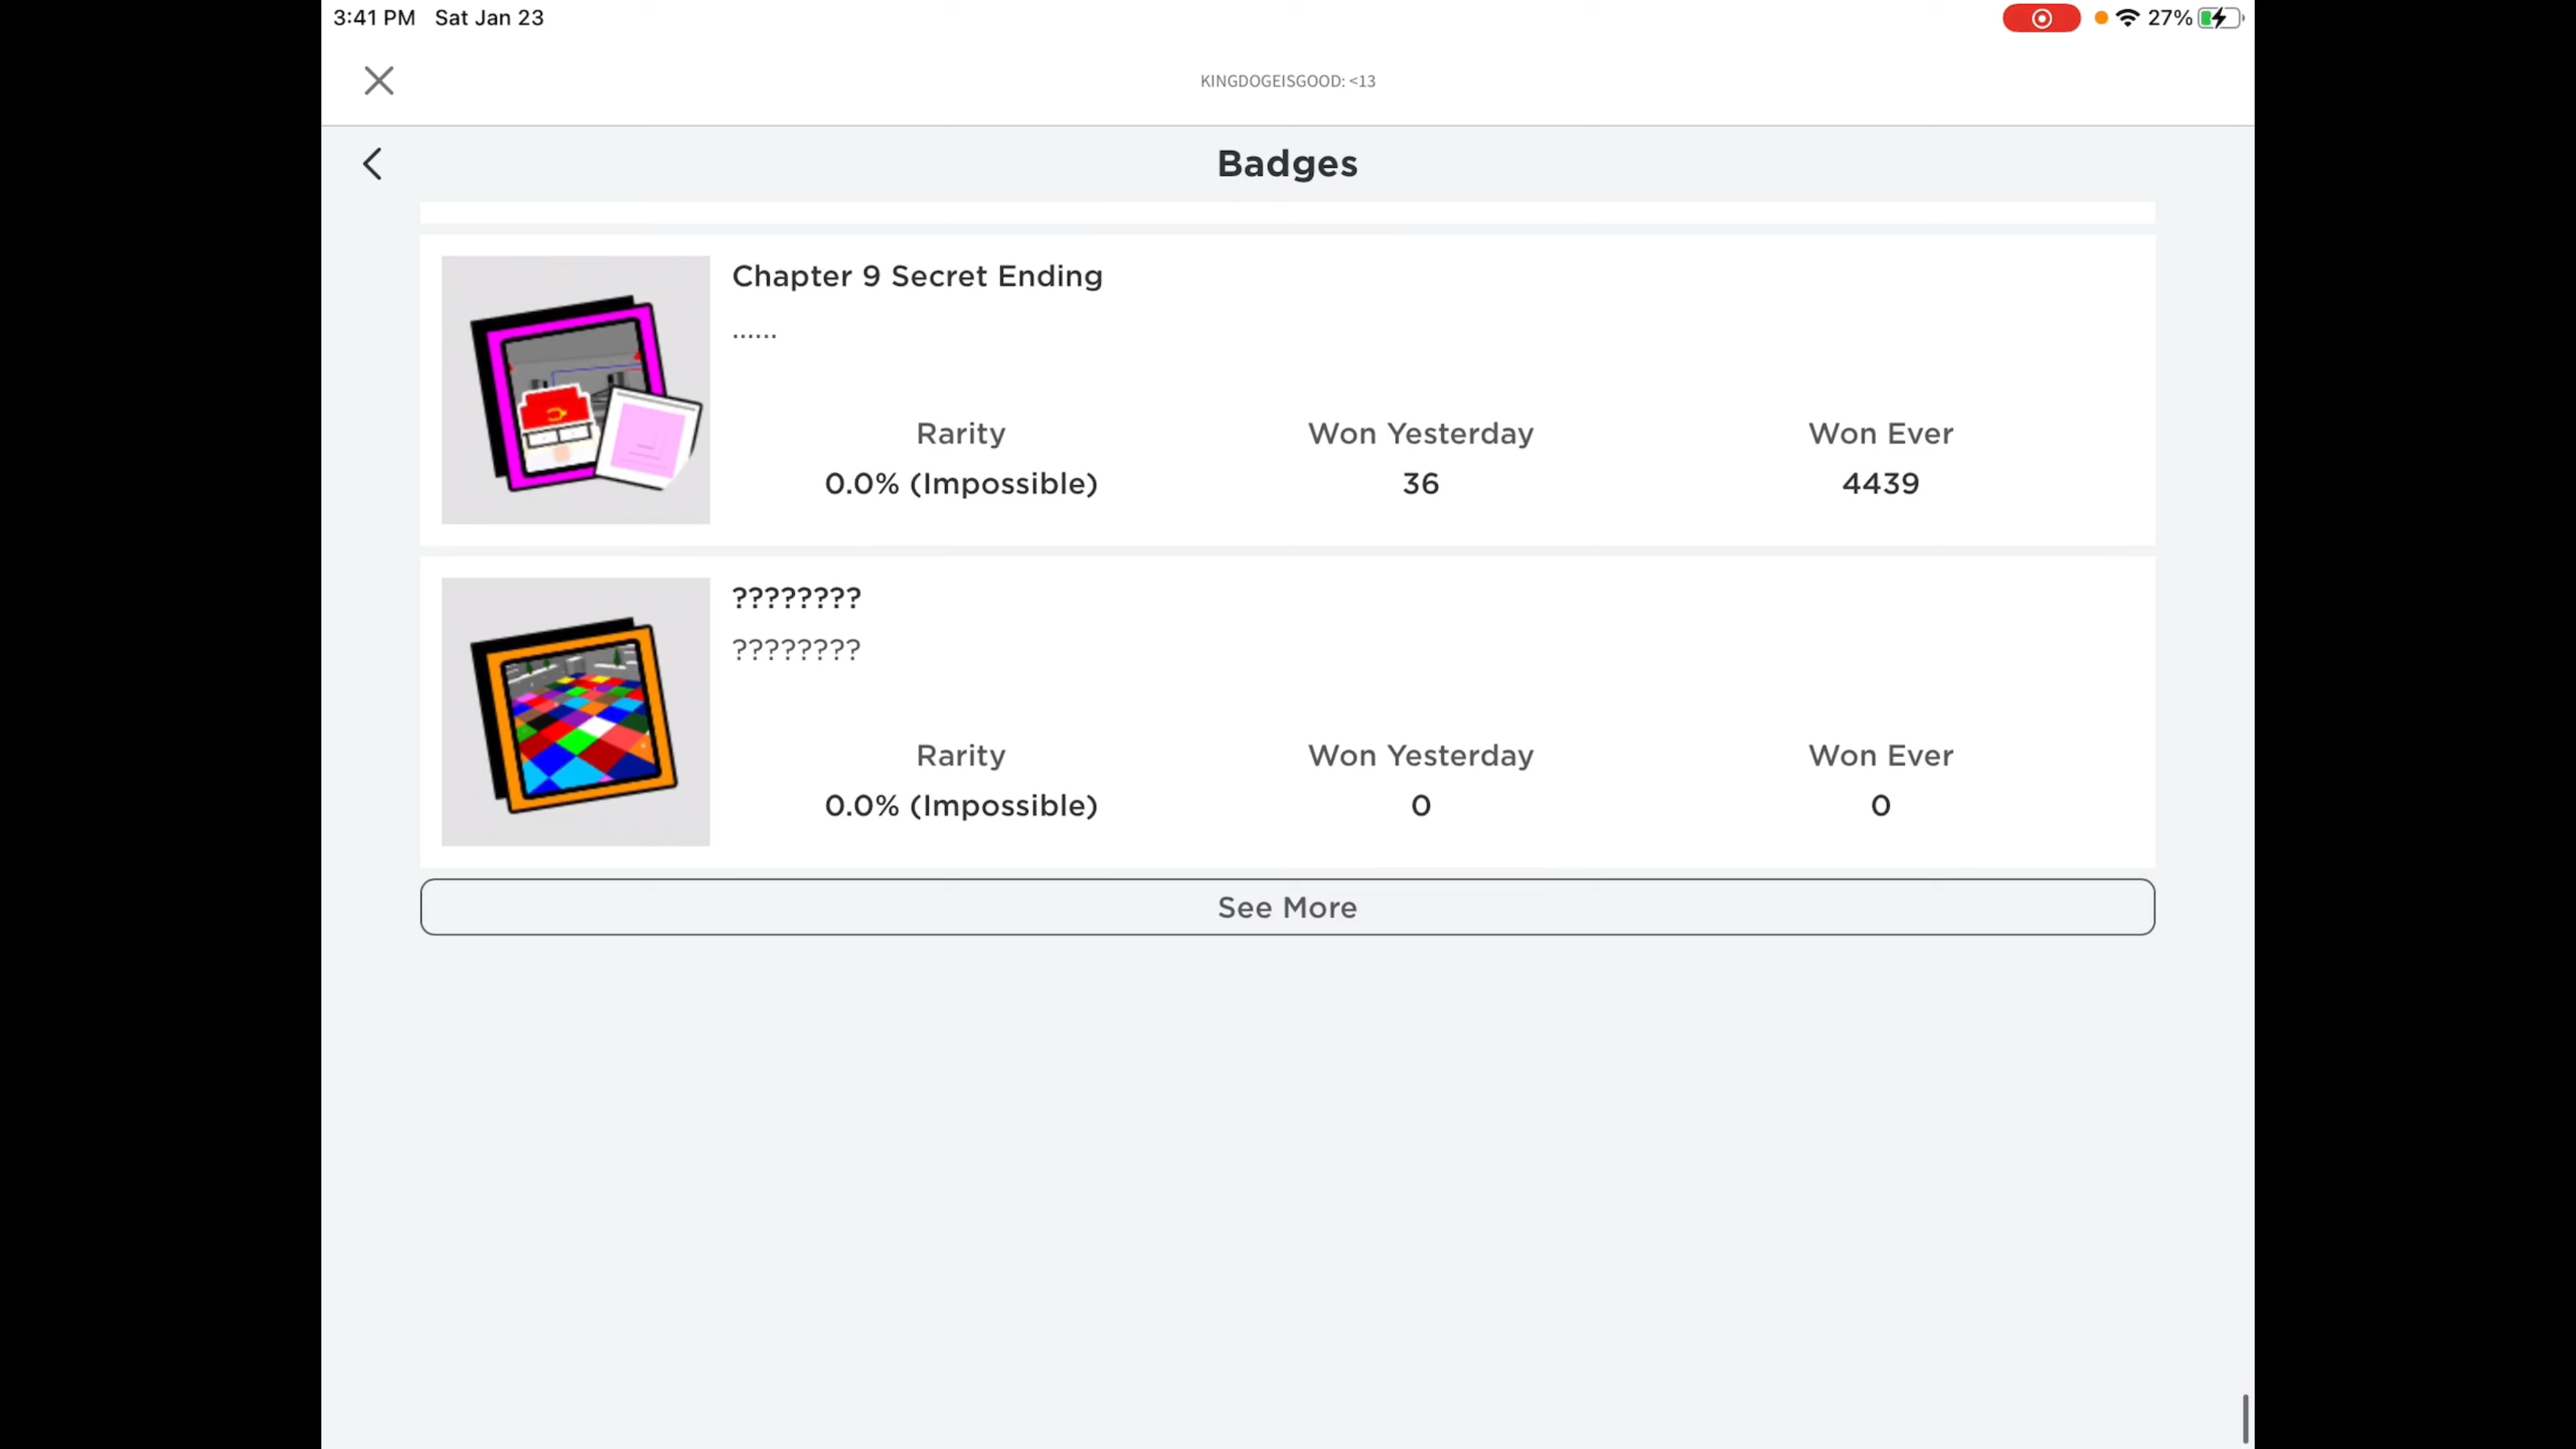 3:41 PM Sat Jan 23
27%
KINGDOGEISGOOD: <13
Badges
Chapter 9 Secret Ending
......
Rarity Won Yesterday Won Ever
0.0% (Impossible) 36 4439
????????
????????
Rarity Won Yesterday Won Ever
0.0% (Impossible) 0 0
See More